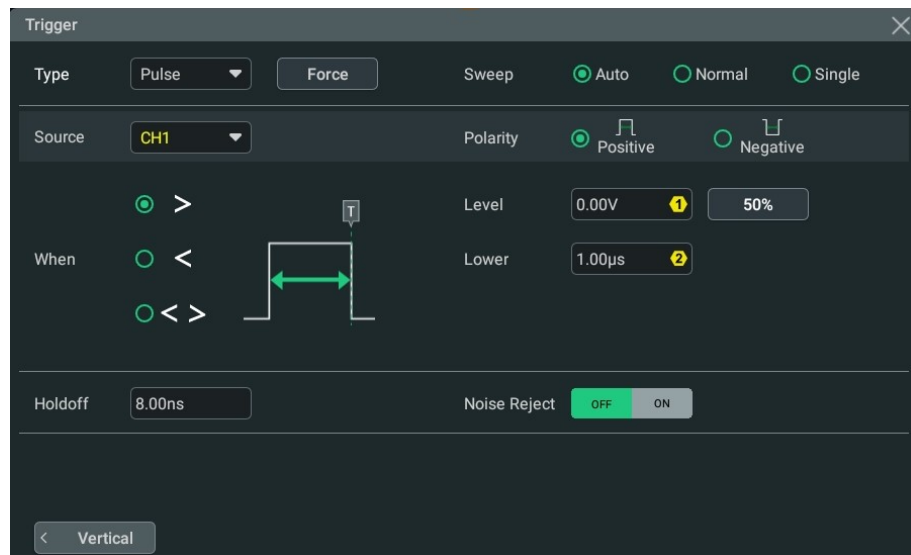 Trigger
Type Pulse Force Sweep Auto Normal Single
Source CH1 Polarity Positive Negative
> T Level 0.00V 1 50%
When < Lower 1.00µs 2
< >
Holdoff 8.00ns Noise Reject OFF ON
< Vertical